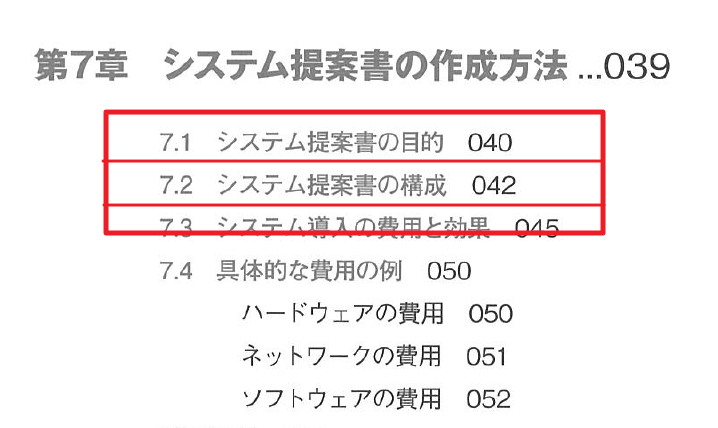 第7章　システム提案書の作成方法 ...039
7.1　システム提案書の目的　040
7.2　システム提案書の構成　042
7.3　システム導入の費用と効果　045
7.4　具体的な費用の例　050
ハードウェアの費用　050
ネットワークの費用　051
ソフトウェアの費用　052